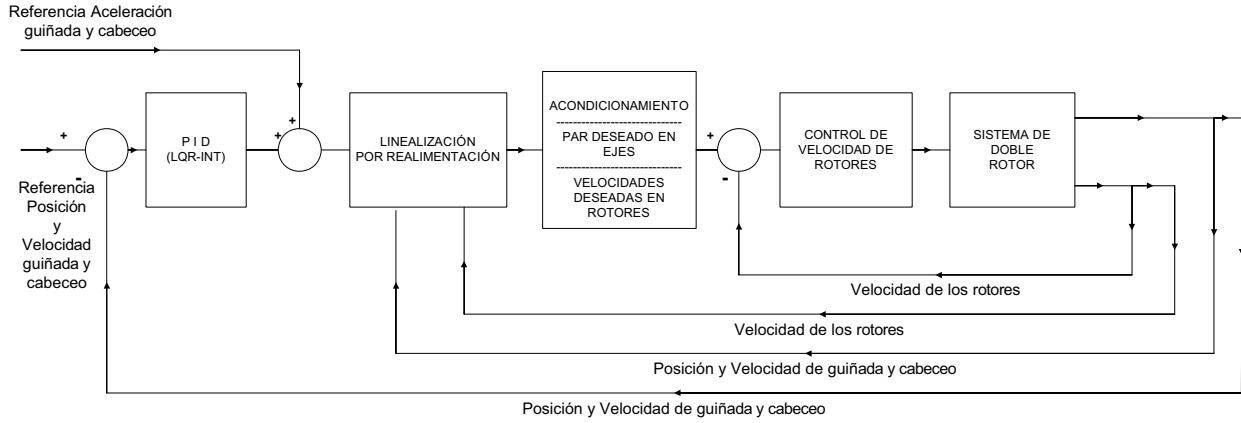 Referencia Aceleración
guiñada y cabeceo
+
+
+
-
P I D
(LQR-INT)
LINEALIZACIÓN
POR REALIMENTACIÓN
ACONDICIONAMIENTO
-------------------------------
PAR DESEADO EN
EJES
-------------------------------
VELOCIDADES
DESEADAS EN
ROTORES
+
-
CONTROL DE
VELOCIDAD DE
ROTORES
SISTEMA DE
DOBLE
ROTOR
Referencia
Posición
y
Velocidad
guiñada y
cabeceo
Velocidad de los rotores
Velocidad de los rotores
Posición y Velocidad de guiñada y cabeceo
Posición y Velocidad de guiñada y cabeceo